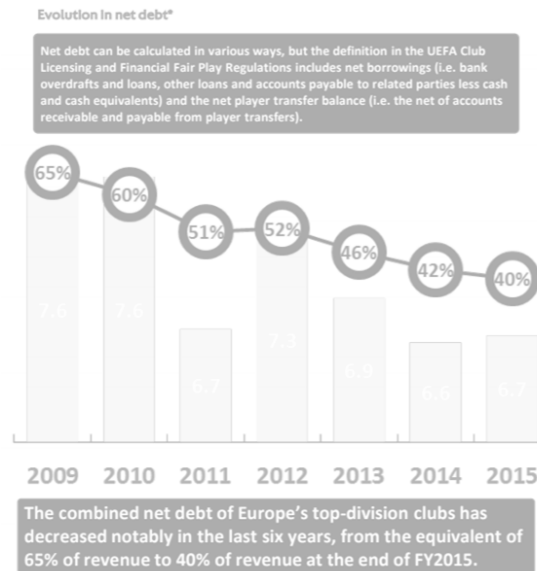 Evolution in net debt*
Net debt can be calculated in various ways, but the definition in the UEFA Club
Licensing and Financial Fair Play Regulations includes net borrowings (i.e. bank
overdrafts and loans, other loans and accounts payable to related parties less cash
and cash equivalents) and the net player transfer balance (i.e. the net of accounts
receivable and payable from player transfers).
65% 60% 51% 52% 46% 42% 40%
7.6 7.6 6.7 7.3 6.9 6.6 6.7
2009 2010 2011 2012 2013 2014 2015
The combined net debt of Europe's top-division clubs has
decreased notably in the last six years, from the equivalent of
65% of revenue to 40% of revenue at the end of FY2015.